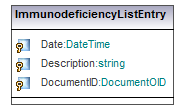 ImmunodeficiencyListEntry
Date:DateTime
Description:string
DocumentID:DocumentOID